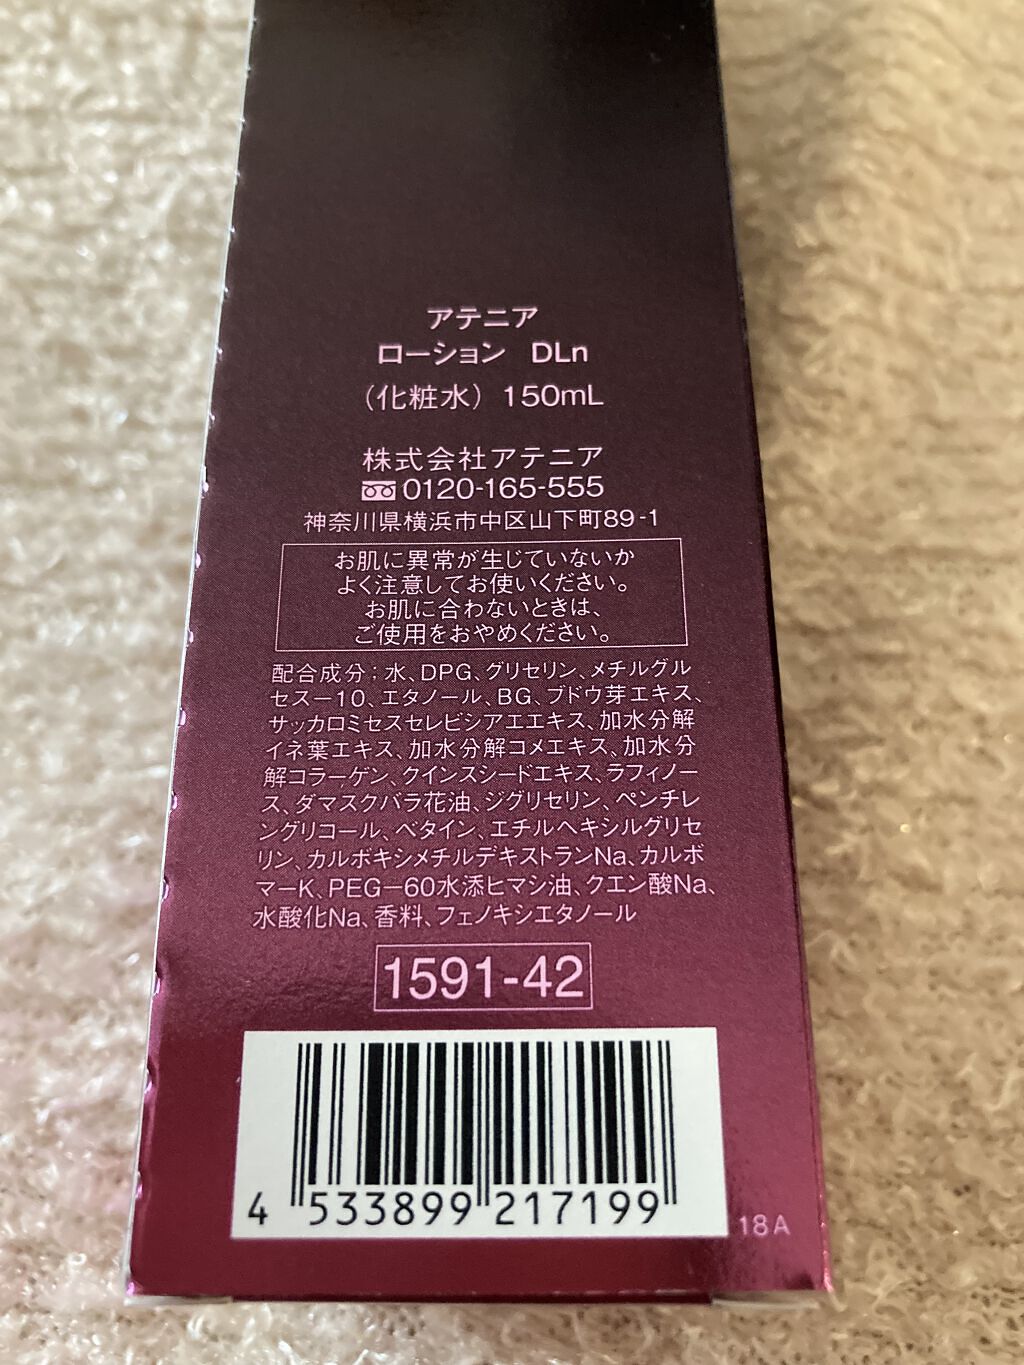 アテニア
ローション DLn
（化粧水）150mL
株式会社アテニア
0120-165-555
神奈川県横浜市中区山下町89-1
お肌に異常が生じていないか
よく注意してお使いください。
お肌に合わないときは、
ご使用をおやめください。
配合成分：水、DPG、グリセリン、メチルグル
セスー10、エタノール、BG、ブドウ芽エキス、
サッカロミセスセレビシアエエキス、加水分解
イネ葉エキス、加水分解コメエキス、加水分
解コラーゲン、クインスシードエキス、ラフィノー
ス、ダマスクバラ花油、ジグリセリン、ペンチレ
ングリコール、ベタイン、エチルヘキシルグリセ
リン、カルボキシメチルデキストランNa、カルボ
マーK、PEG－60水添ヒマシ油、クエン酸Na、
水酸化Na、香料、フェノキシエタノール
1591-42
4 533899 217199
18A